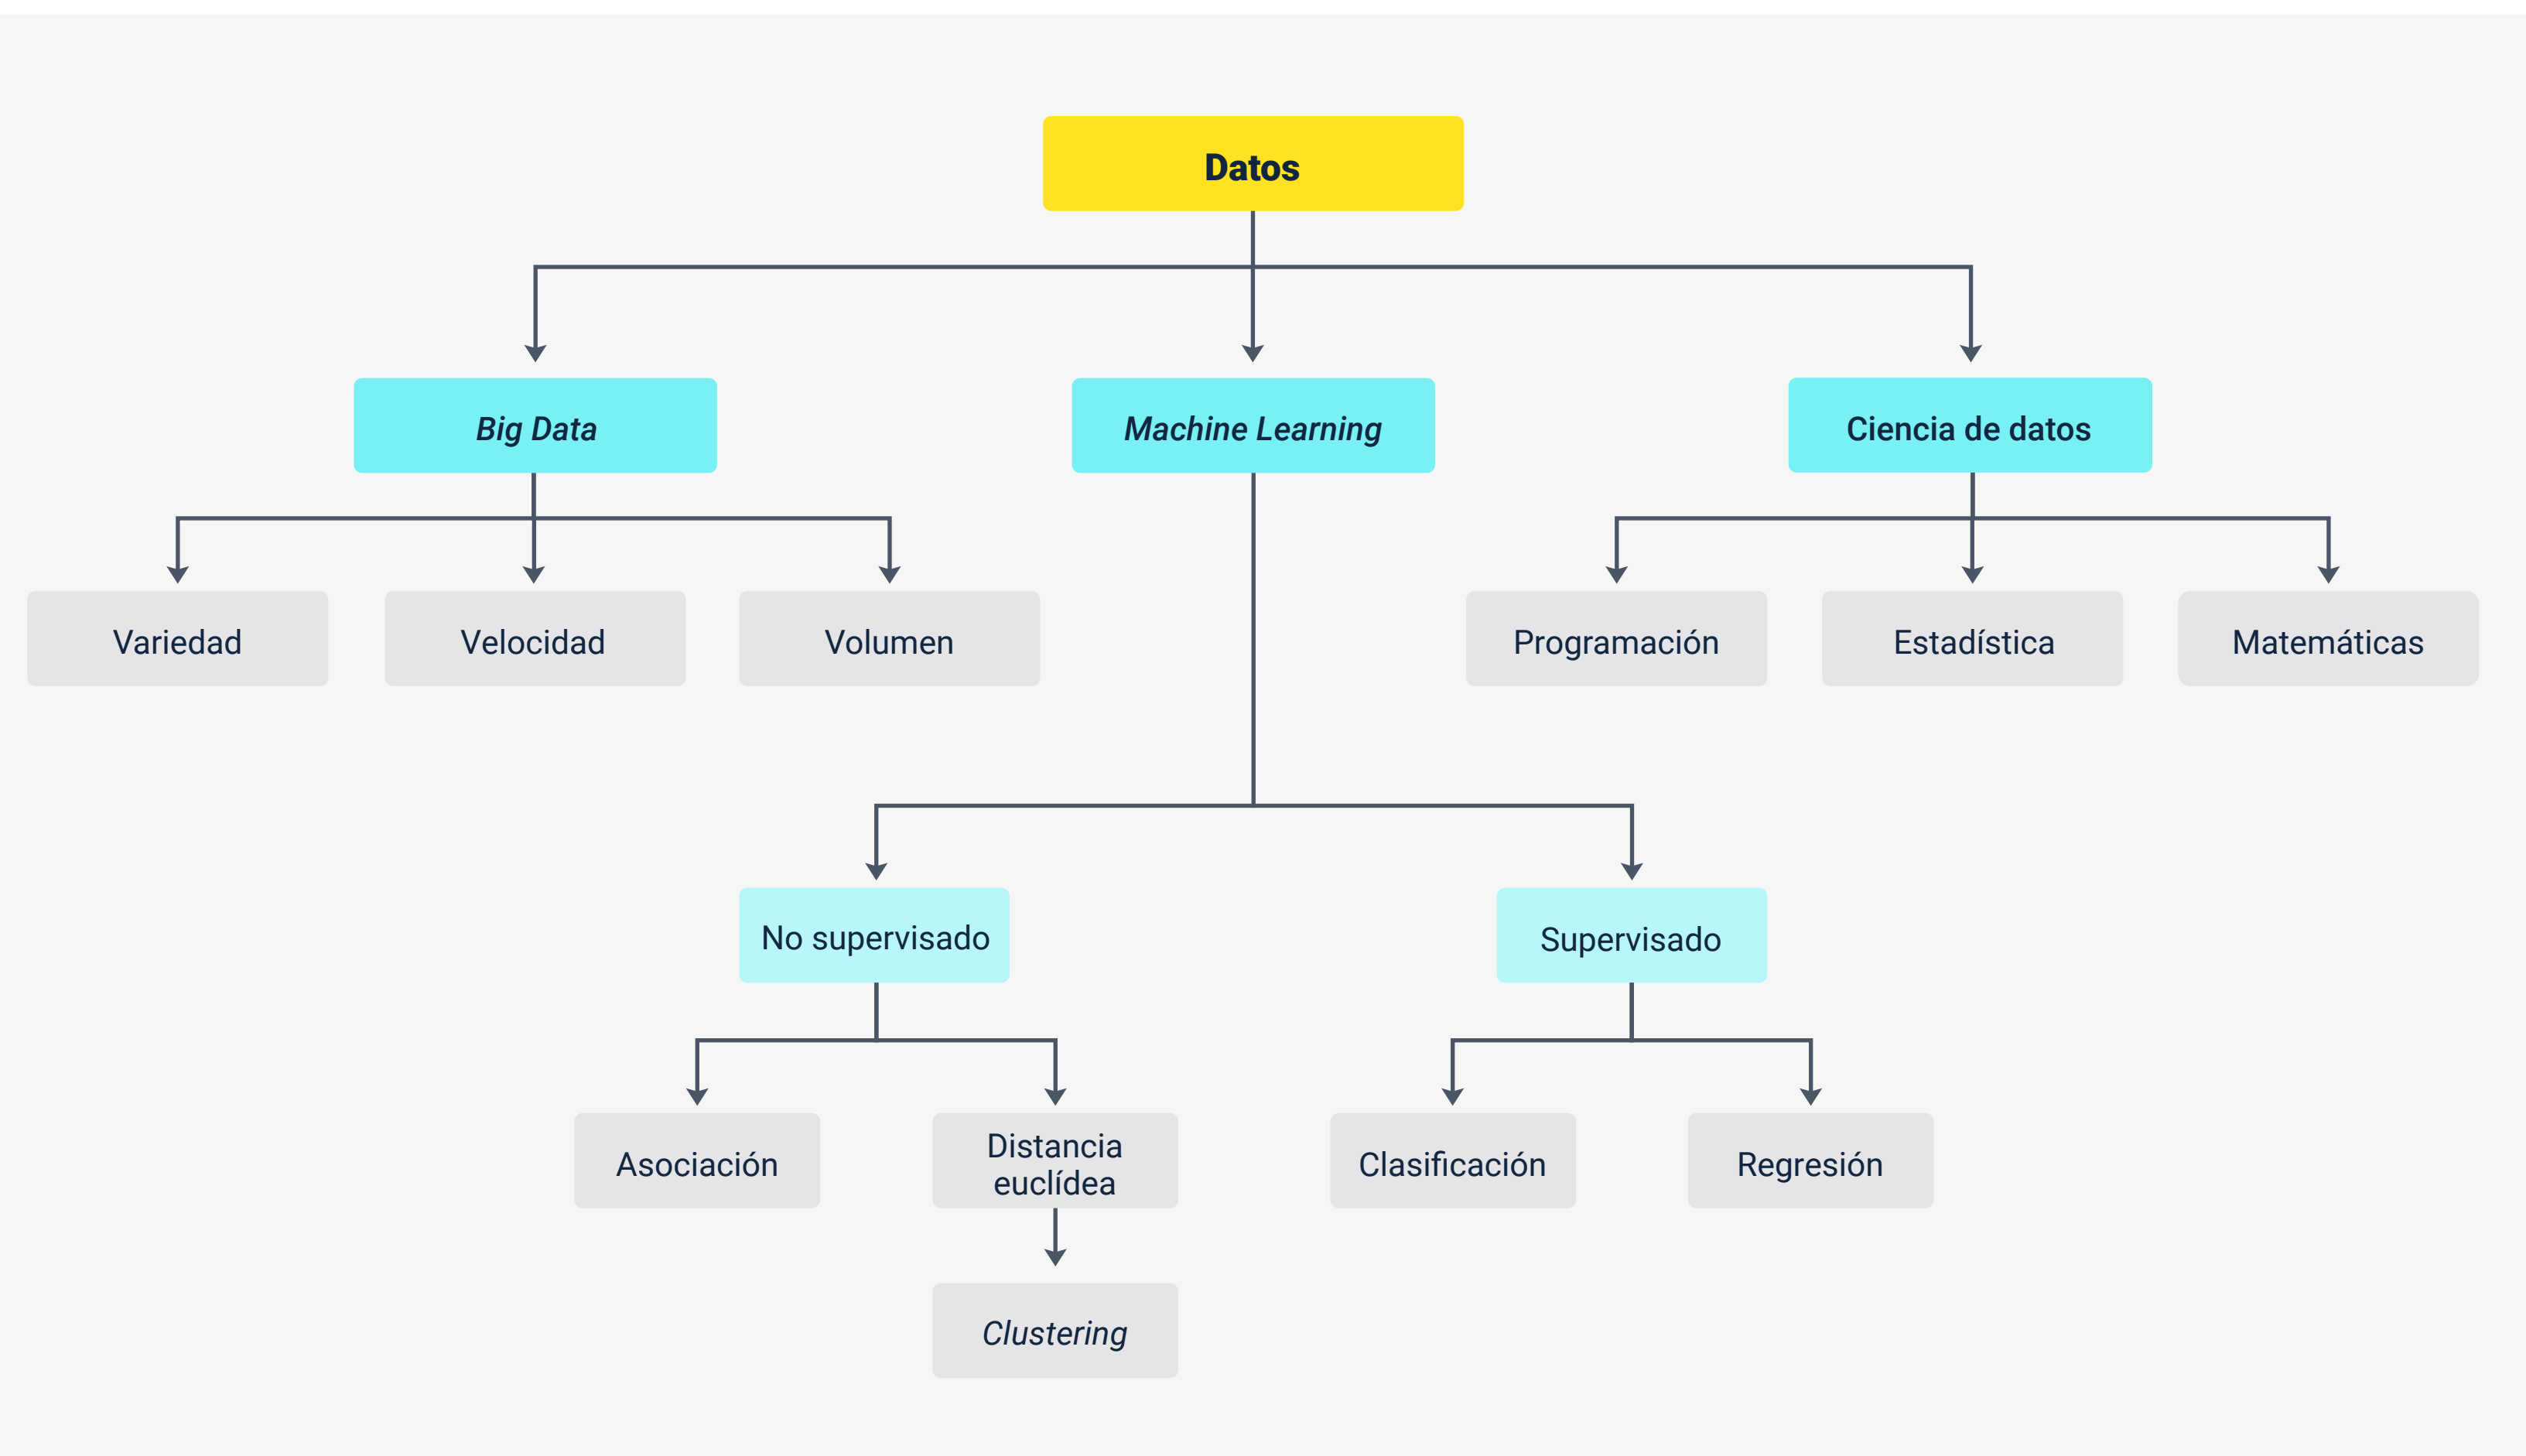 Datos
Big Data
Machine Learning
Ciencia de datos
Variedad
Velocidad
Volumen
Programación
Estadística
Matemáticas
No supervisado
Supervisado
Asociación
Distancia
euclídea
Clasificación
Regresión
Clustering